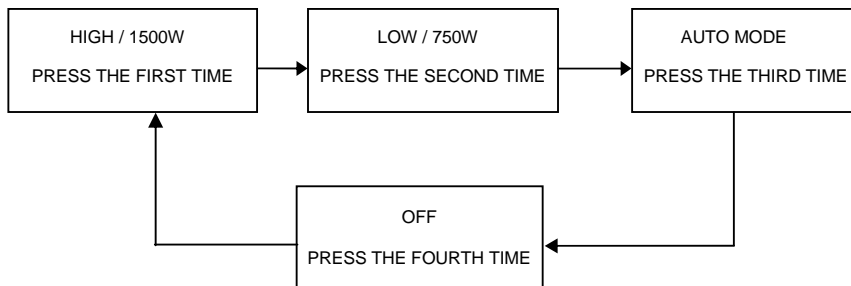 HIGH / 1500W
PRESS THE FIRST TIME
LOW / 750W
PRESS THE SECOND TIME
AUTO MODE
PRESS THE THIRD TIME
OFF
PRESS THE FOURTH TIME